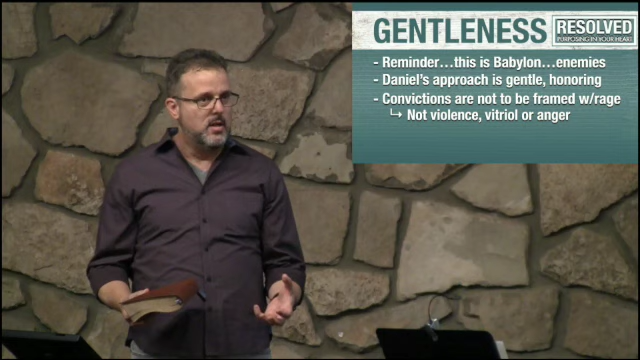 GENTLENESS
RESOLVED
PURPOSING IN YOUR HEART
- Reminder…this is Babylon…enemies
- Daniel's approach is gentle, honoring
- Convictions are not to be framed w/rage
↳ Not violence, vitriol or anger